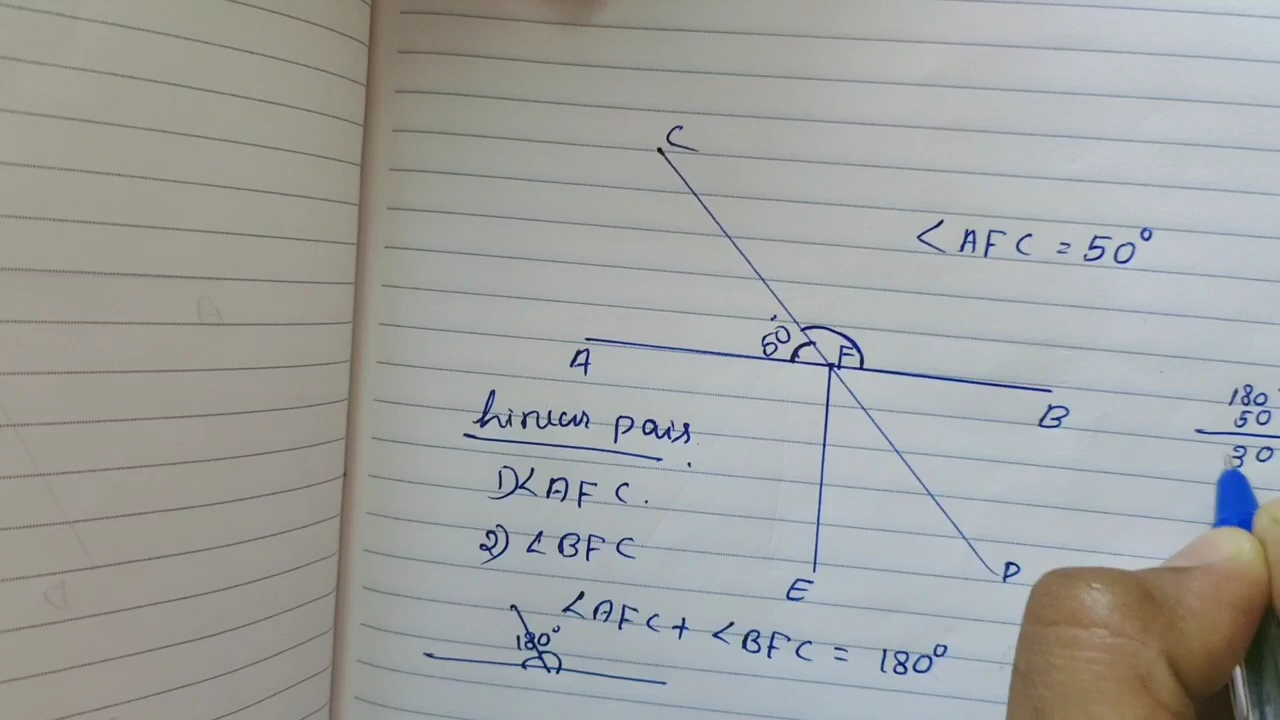 C
∠AFC = 50°
50
F
A
B
180
50
30
Linear pair.
1) ∠AFC.
2) ∠BFC
E
D
∠AFC + ∠BFC = 180°
180°